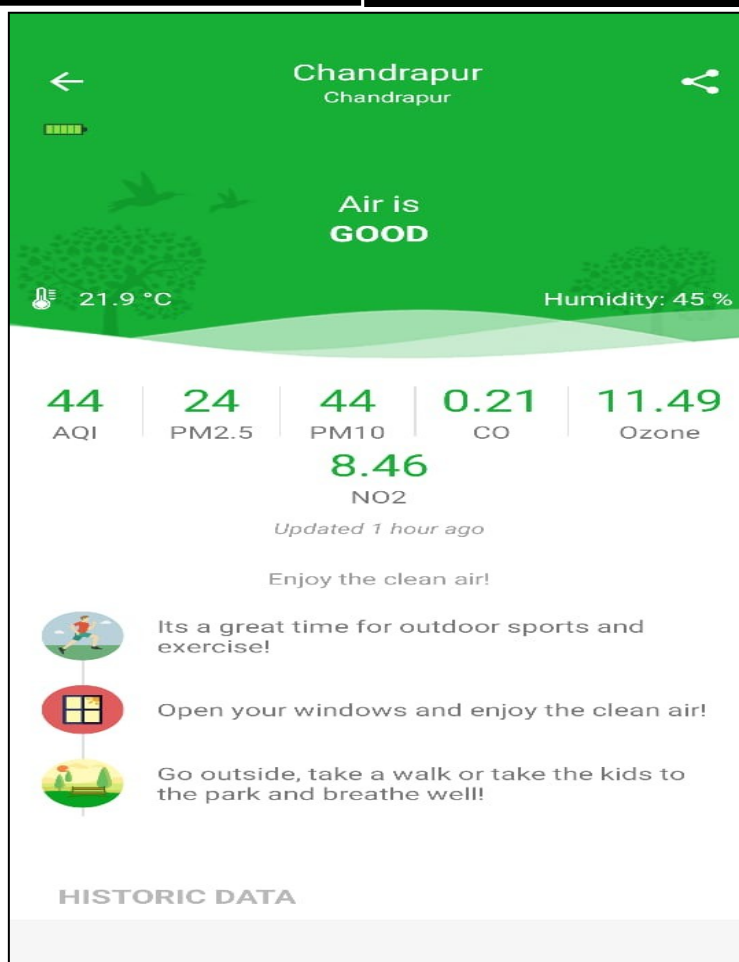 Chandrapur
Chandrapur
Air is
GOOD
21.9 °C
Humidity: 45 %
44 24 44 0.21 11.49
AQI PM2.5 PM10 CO Ozone
8.46
NO2
Updated 1 hour ago
Enjoy the clean air!
Its a great time for outdoor sports and
exercise!
Open your windows and enjoy the clean air!
Go outside, take a walk or take the kids to
the park and breathe well!
HISTORIC DATA